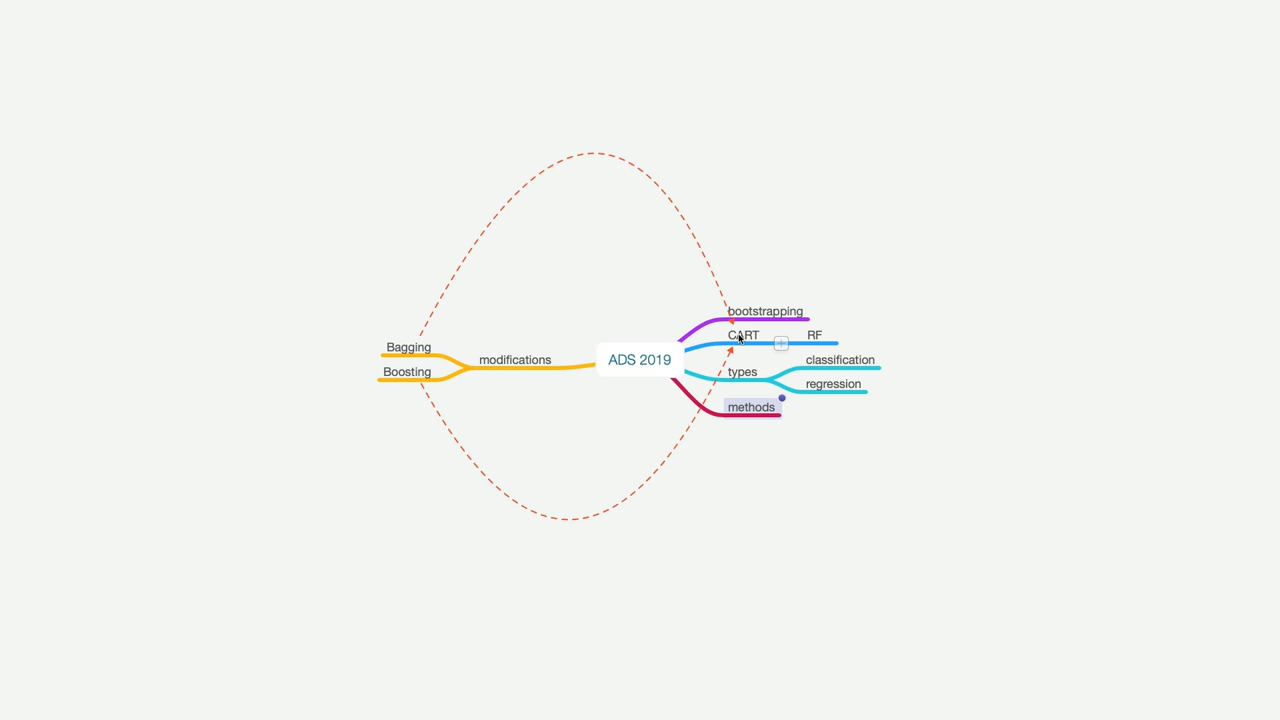 Bagging
Boosting
modifications
ADS 2019
bootstrapping
CART
RF
types
classification
regression
methods